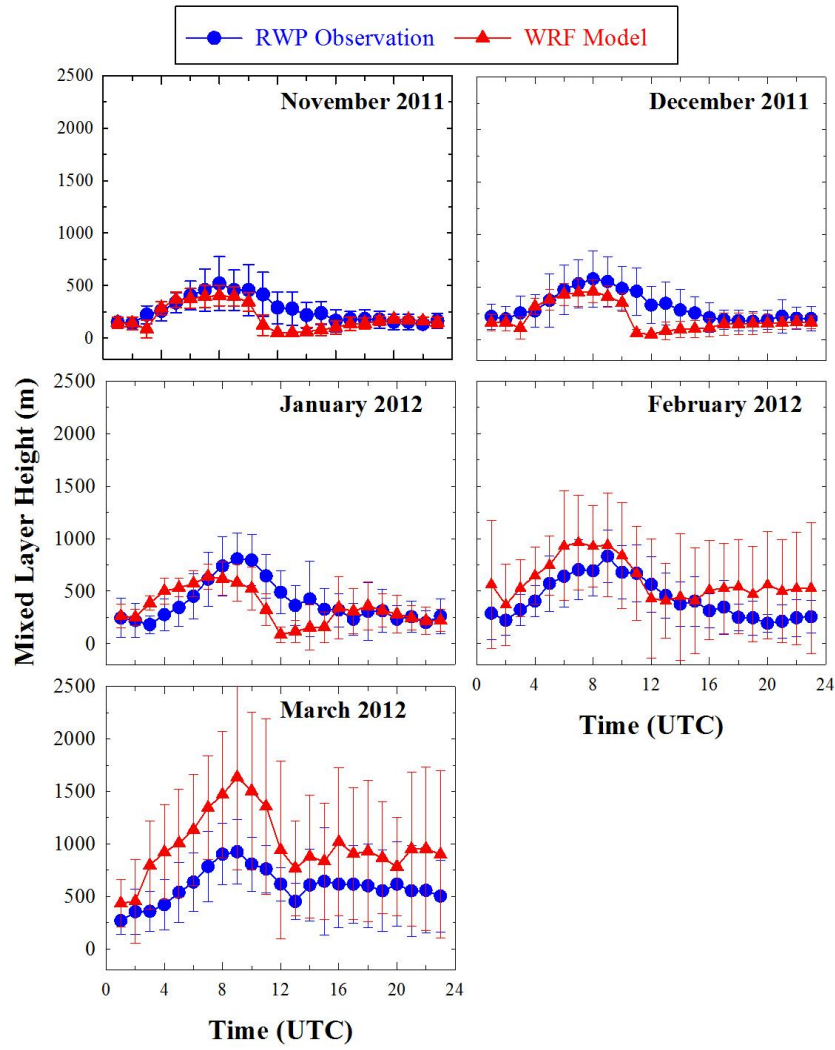 RWP Observation WRF Model
2500 November 2011 December 2011
2000
1500
1000
500
0
2500 January 2012 February 2012
2000
1500
1000
500
0
Mixed Layer Height (m)
0 4 8 12 16 20 24
Time (UTC)
2500 March 2012
2000
1500
1000
500
0
0 4 8 12 16 20 24
Time (UTC)